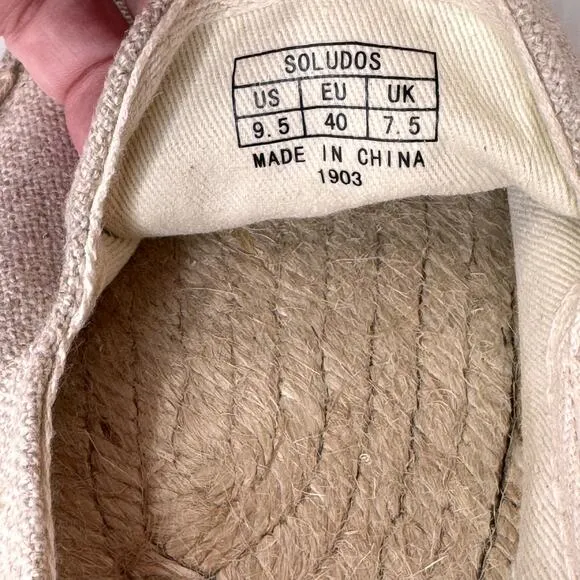 SOLUDOS
US EU UK
9.5 40 7.5
MADE IN CHINA
1903